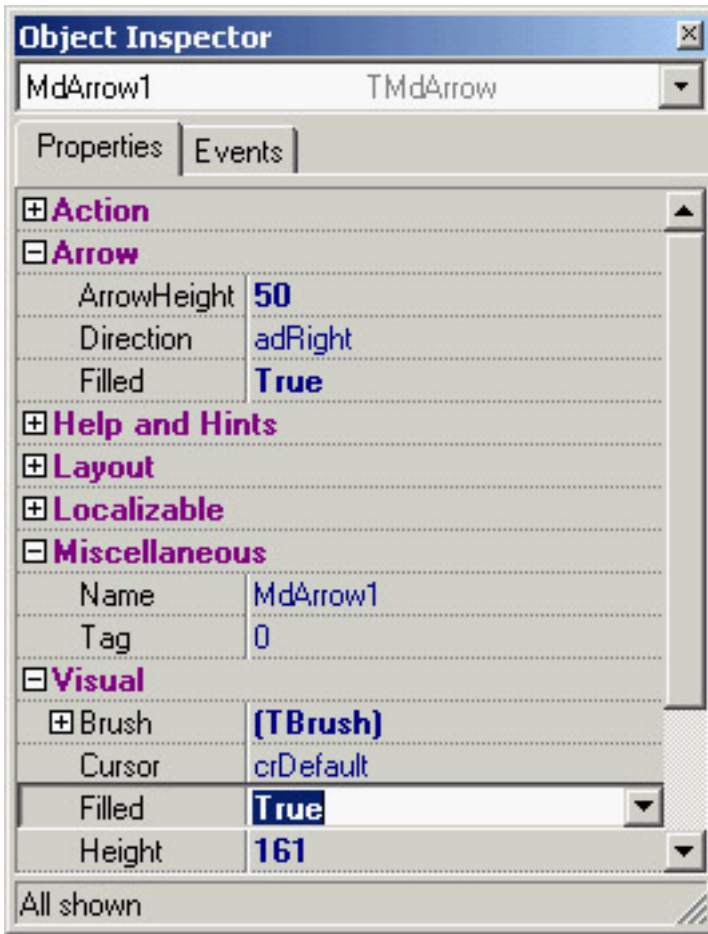 Object Inspector
MdArrow1 TMdArrow
Properties Events
Action
Arrow
ArrowHeight 50
Direction adRight
Filled True
Help and Hints
Layout
Localizable
Miscellaneous
Name MdArrow1
Tag 0
Visual
Brush (TBrush)
Cursor crDefault
Filled True
Height 161
All shown